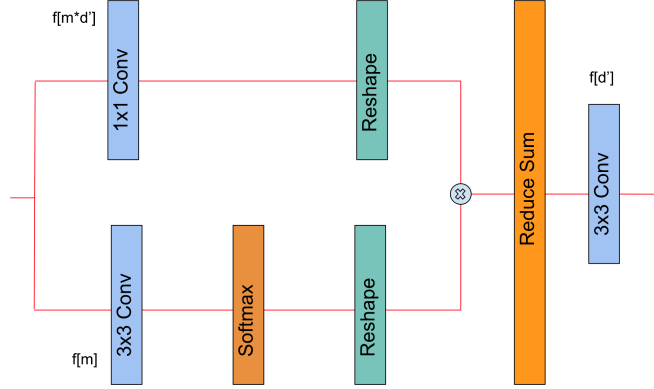 f[m*d’]
1x1 Conv
Reshape
f[m]
3x3 Conv
Softmax
Reshape
Reduce Sum
f[d’]
3x3 Conv